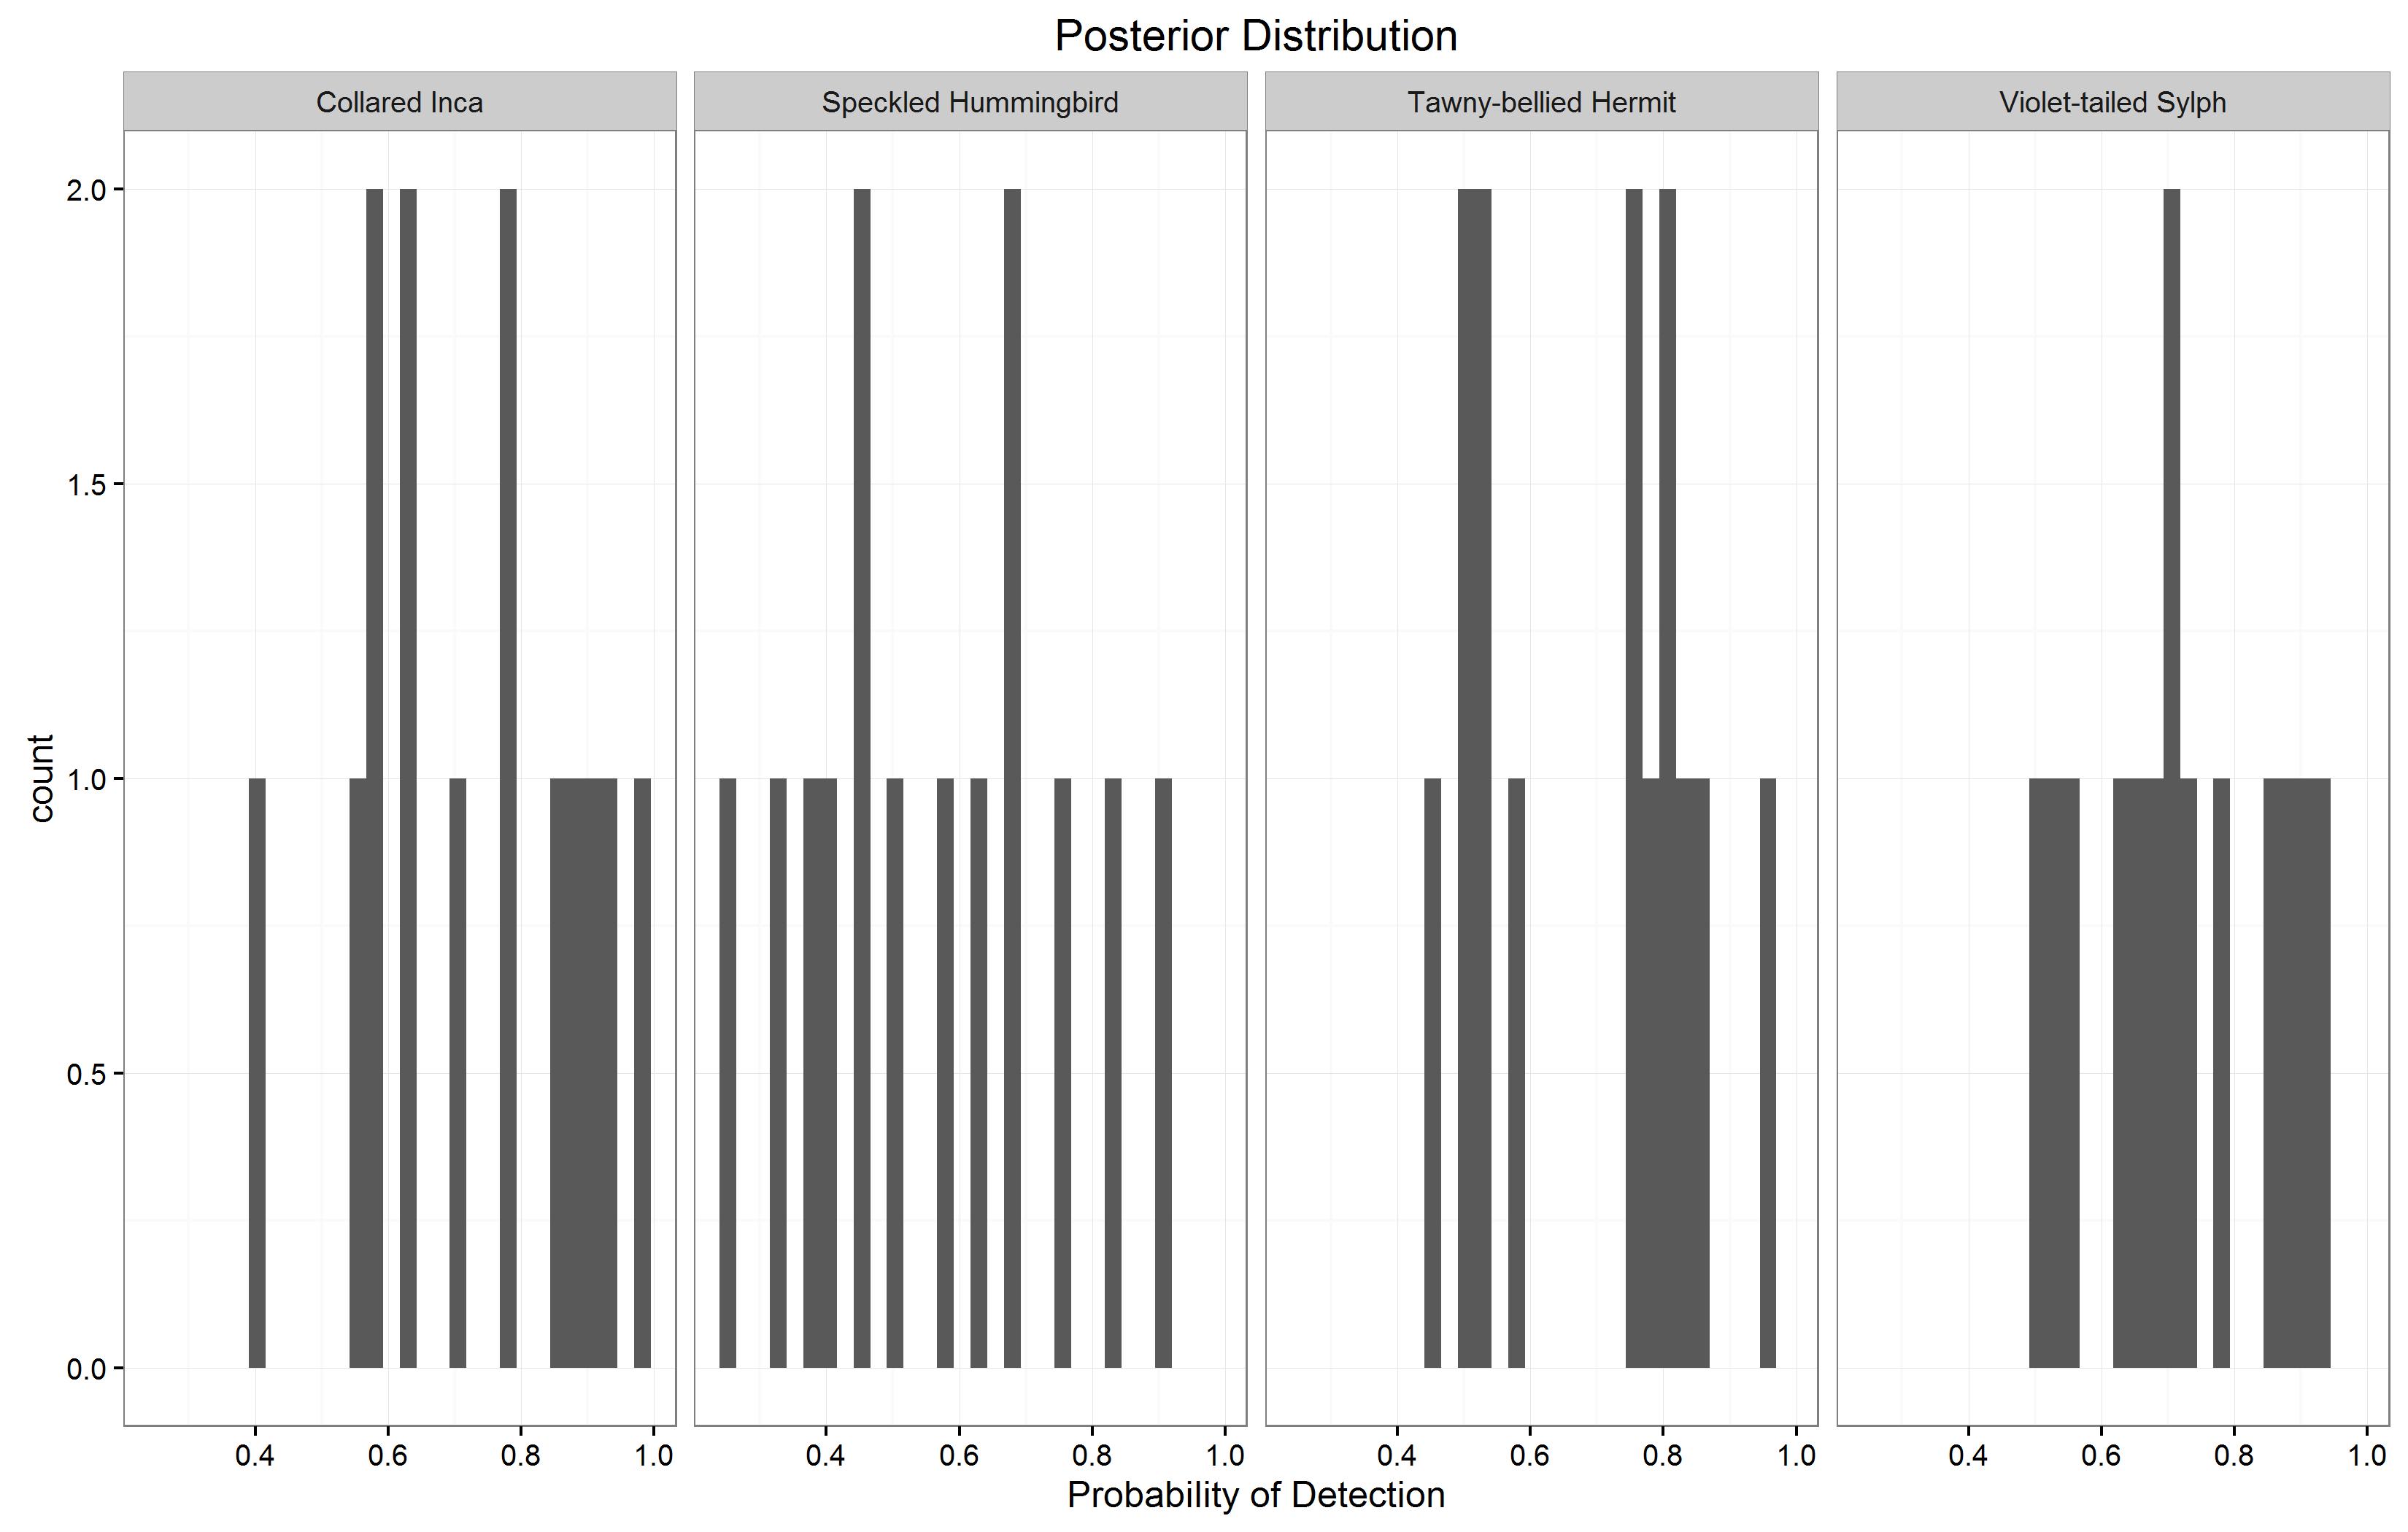 Posterior Distribution
Collared Inca Speckled Hummingbird Tawny-bellied Hermit Violet-tailed Sylph
2.0
1.5
1.0
0.5
0.0
count
0.4 0.6 0.8 1.0 0.4 0.6 0.8 1.0 0.4 0.6 0.8 1.0 0.4 0.6 0.8 1.0
Probability of Detection